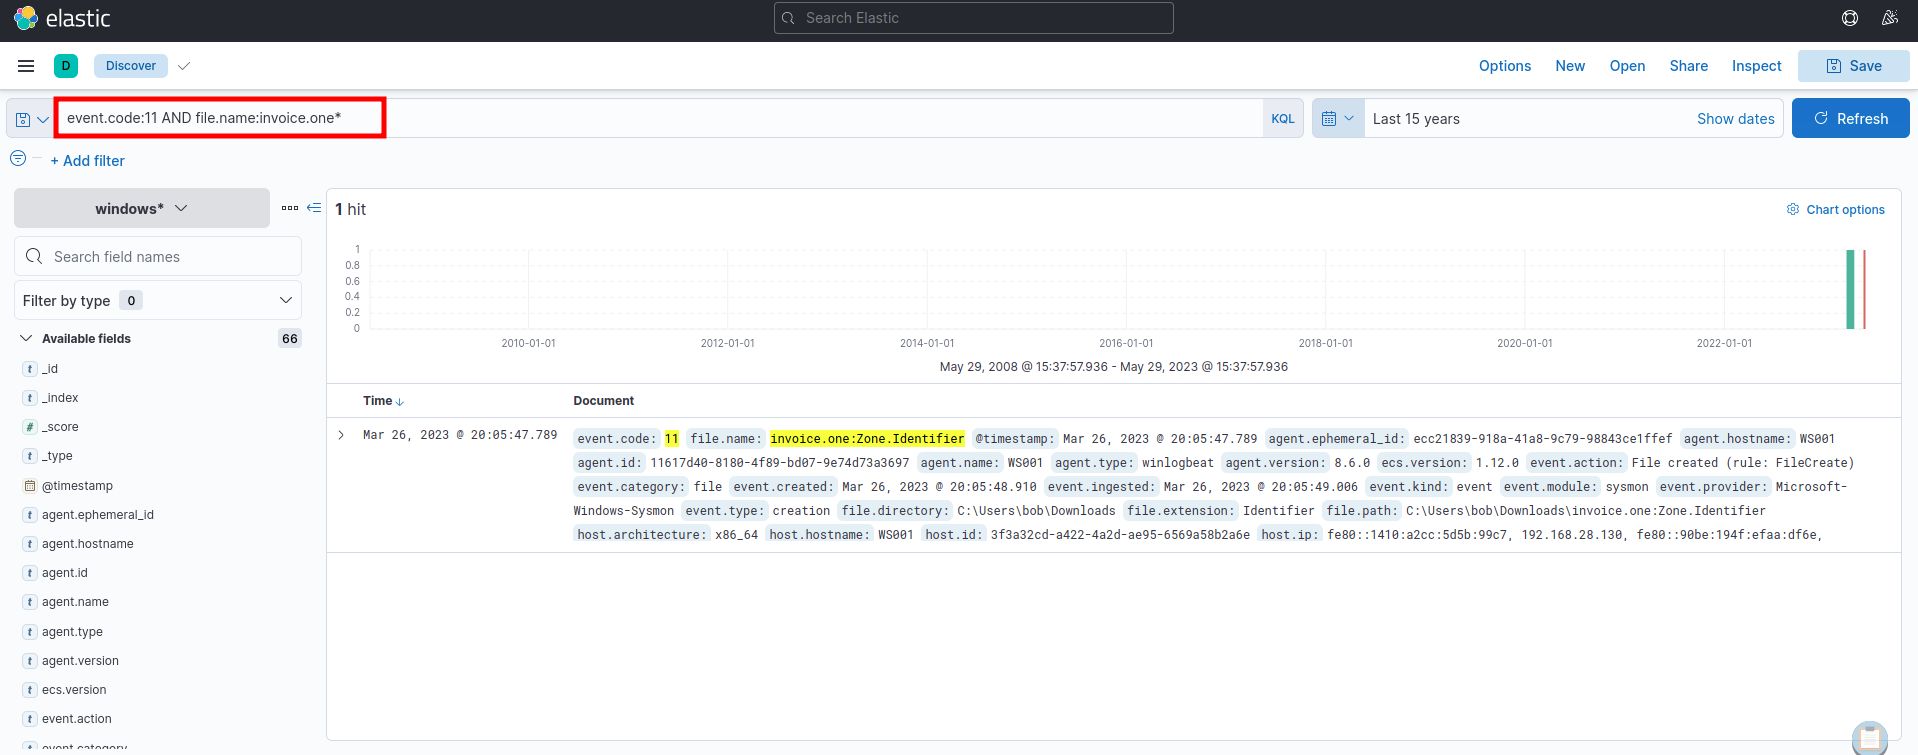 elastic
Search Elastic
D
Discover
Options
New
Open
Share
Inspect
Save
event.code:11 AND file.name:invoice.one*
KQL
Last 15 years
Show dates
Refresh
+ Add filter
windows*
1 hit
Chart options
Search field names
Filter by type 0
Available fields 66
t _id
t _index
# _score
t _type
@timestamp
t agent.ephemeral_id
t agent.hostname
t agent.id
t agent.name
t agent.type
t agent.version
t ecs.version
t event.action
t event.category
1
0.8
0.6
0.4
0.2
0
2010-01-01 2012-01-01 2014-01-01 2016-01-01 2018-01-01 2020-01-01 2022-01-01
May 29, 2008 @ 15:37:57.936 - May 29, 2023 @ 15:37:57.936
Time Document
Mar 26, 2023 @ 20:05:47.789
event.code: 11 file.name: invoice.one:Zone.Identifier @timestamp: Mar 26, 2023 @ 20:05:47.789 agent.ephemeral_id: ecc21839-918a-41a8-9c79-98843ce1ffef agent.hostname: WS001
agent.id: 11617d40-8180-4f89-bd07-9e74d73a3697 agent.name: WS001 agent.type: winlogbeat agent.version: 8.6.0 ecs.version: 1.12.0 event.action: File created (rule: FileCreate)
event.category: file event.created: Mar 26, 2023 @ 20:05:48.910 event.ingested: Mar 26, 2023 @ 20:05:49.006 event.kind: event event.module: sysmon event.provider: Microsoft-
Windows-Sysmon event.type: creation file.directory: C:\Users\bob\Downloads file.extension: Identifier file.path: C:\Users\bob\Downloads\invoice.one:Zone.Identifier
host.architecture: x86_64 host.hostname: WS001 host.id: 3f3a32cd-a422-4a2d-ae95-6569a58b2a6e host.ip: fe80::1410:a2cc:5d5b:99c7, 192.168.28.130, fe80::90be:194f:efaa:df6e,